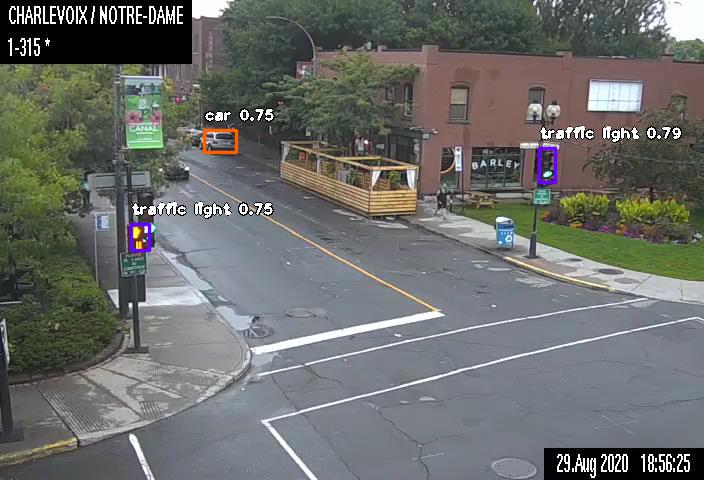 CHARLEVOIX / NOTRE-DAME
1-315 *
car 0.75
traffic light 0.79
CANAL
BARLEY
traffic light 0.75
29.Aug 2020 18:56:25